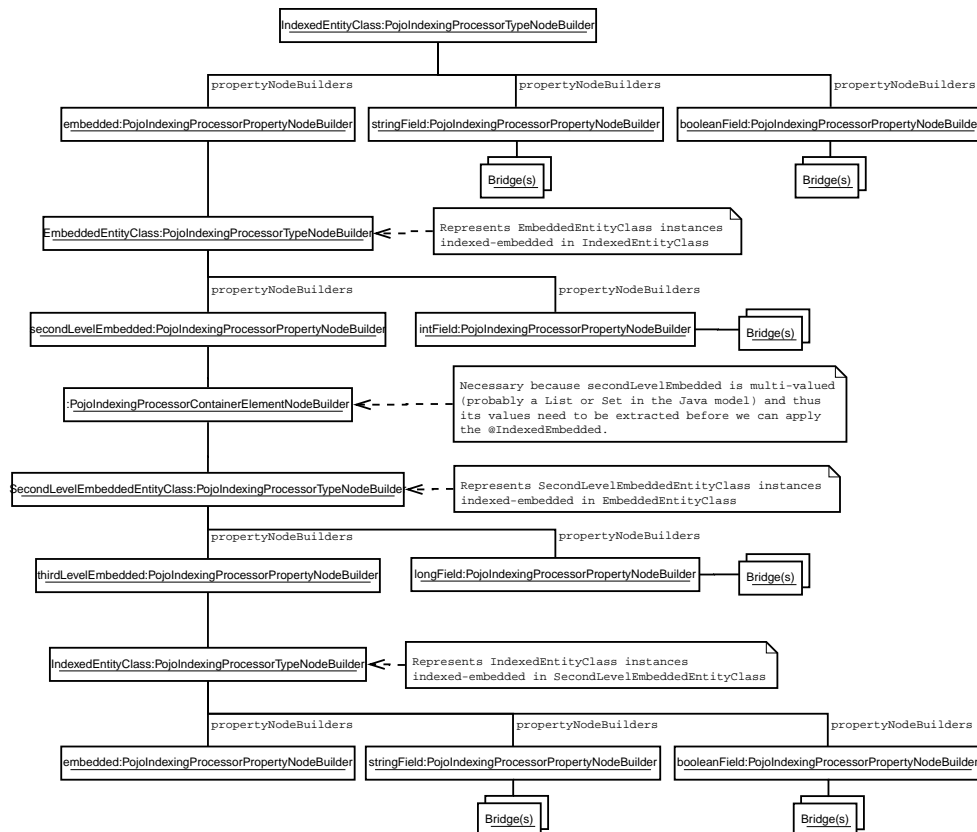 IndexedEntityClass:PojoIndexingProcessorTypeNodeBuilder
propertyNodeBuilders
propertyNodeBuilders
propertyNodeBuilders
embedded:PojoIndexingProcessorPropertyNodeBuilder
stringField:PojoIndexingProcessorPropertyNodeBuilder
booleanField:PojoIndexingProcessorPropertyNodeBuilder
Bridge(s)
Bridge(s)
EmbeddedEntityClass:PojoIndexingProcessorTypeNodeBuilder
Represents EmbeddedEntityClass instances
indexed-embedded in IndexedEntityClass
propertyNodeBuilders
propertyNodeBuilders
secondLevelEmbedded:PojoIndexingProcessorPropertyNodeBuilder
intField:PojoIndexingProcessorPropertyNodeBuilder
Bridge(s)
:PojoIndexingProcessorContainerElementNodeBuilder
Necessary because secondLevelEmbedded is multi-valued
(probably a List or Set in the Java model) and thus
its values need to be extracted before we can apply
the @IndexedEmbedded.
SecondLevelEmbeddedEntityClass:PojoIndexingProcessorTypeNodeBuilder
Represents SecondLevelEmbeddedEntityClass instances
indexed-embedded in EmbeddedEntityClass
propertyNodeBuilders
propertyNodeBuilders
thirdLevelEmbedded:PojoIndexingProcessorPropertyNodeBuilder
longField:PojoIndexingProcessorPropertyNodeBuilder
Bridge(s)
IndexedEntityClass:PojoIndexingProcessorTypeNodeBuilder
Represents IndexedEntityClass instances
indexed-embedded in SecondLevelEmbeddedEntityClass
propertyNodeBuilders
propertyNodeBuilders
propertyNodeBuilders
embedded:PojoIndexingProcessorPropertyNodeBuilder
stringField:PojoIndexingProcessorPropertyNodeBuilder
booleanField:PojoIndexingProcessorPropertyNodeBuilder
Bridge(s)
Bridge(s)